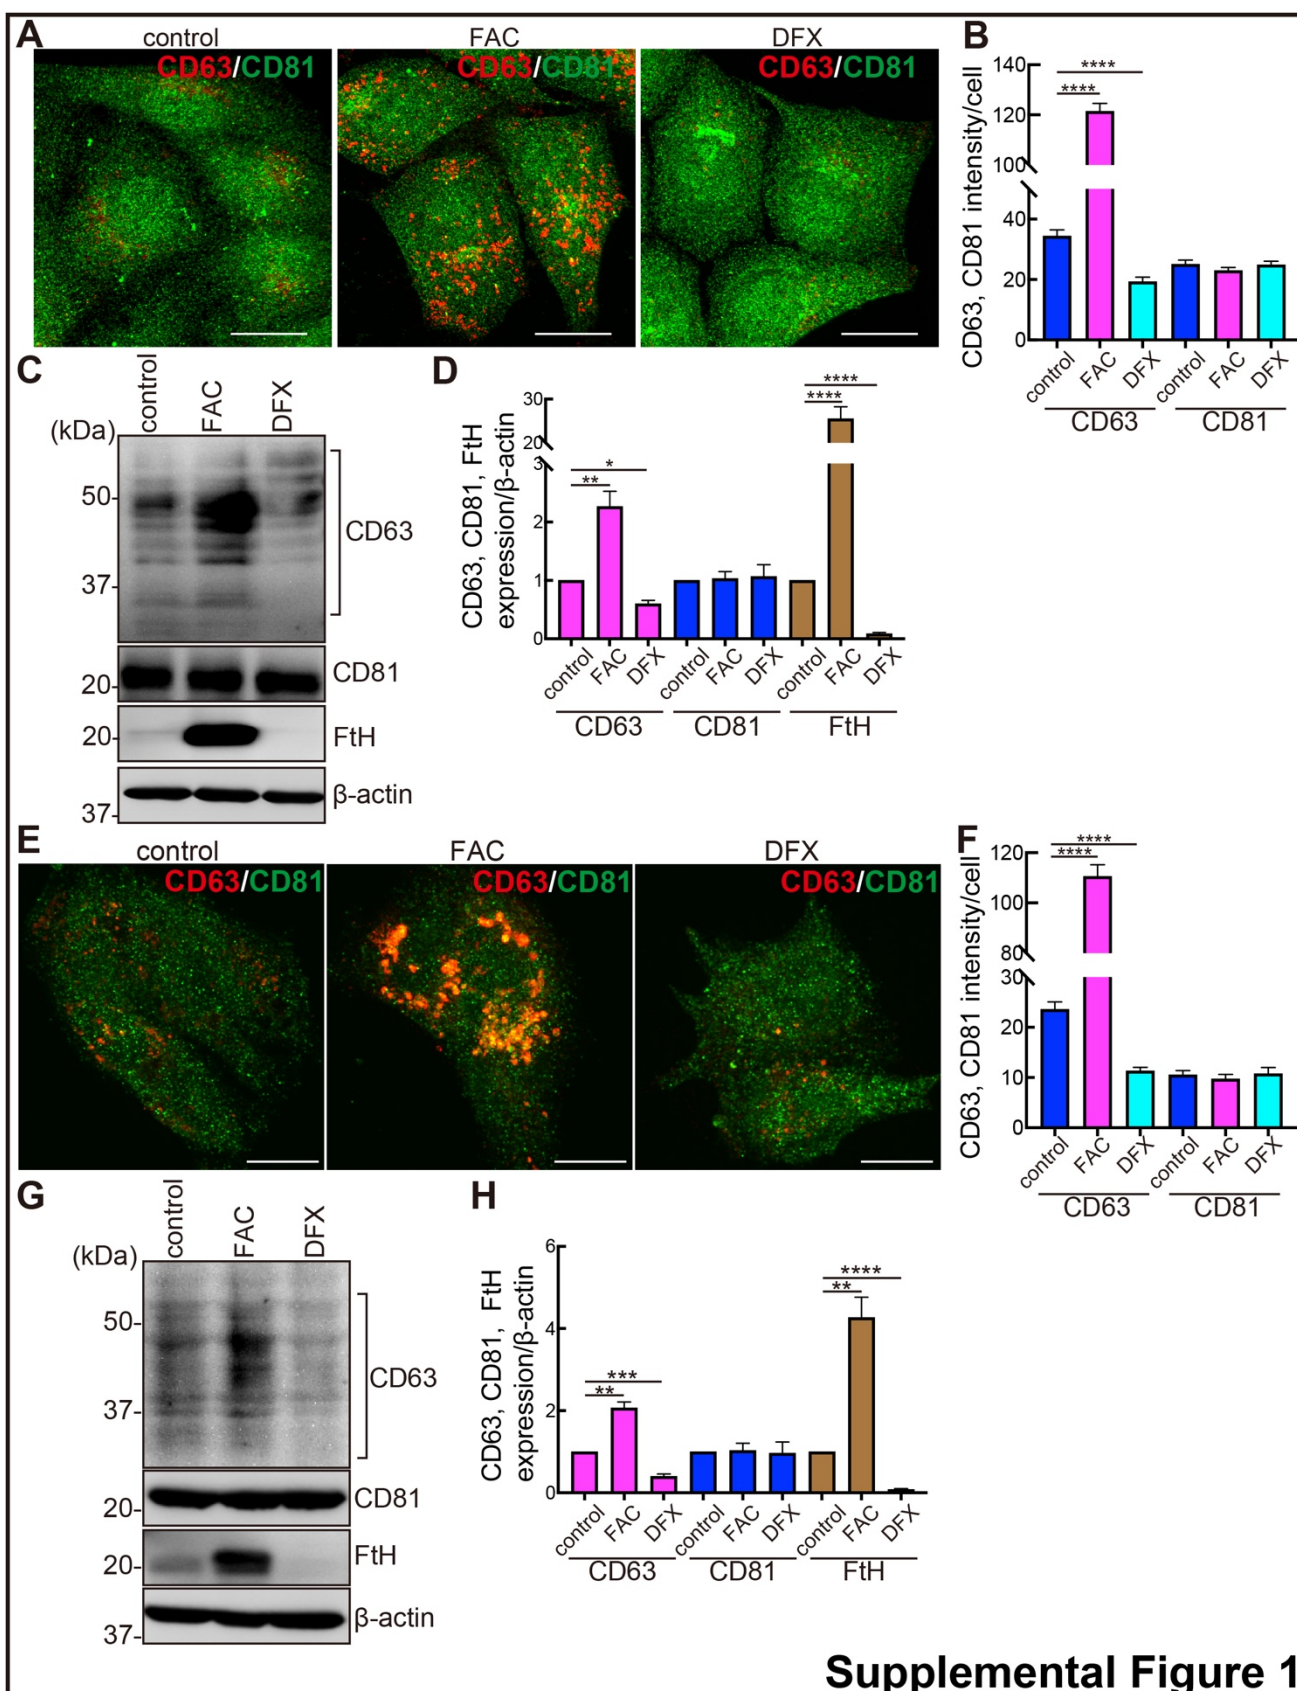 A
control
FAC
DFX
CD63/CD81
CD63/CD81
CD63/CD81
B
CD63, CD81 intensity/cell
140
120
100
40
20
0
****
****
control
FAC
DFX
control
FAC
DFX
CD63
CD81
C
control
FAC
DFX
(kDa)
50-
37-
CD63
20-
CD81
20-
FtH
37-
β-actin
D
CD63, CD81, FtH
expression/β-actin
30
20
3
2
1
0
*
**
****
****
control
FAC
DFX
control
FAC
DFX
control
FAC
DFX
CD63
CD81
FtH
E
control
FAC
DFX
CD63/CD81
CD63/CD81
CD63/CD81
F
CD63, CD81 intensity/cell
120
100
80
30
20
10
0
****
****
control
FAC
DFX
control
FAC
DFX
CD63
CD81
G
control
FAC
DFX
(kDa)
50-
37-
CD63
20-
CD81
20-
FtH
37-
β-actin
H
CD63, CD81, FtH
expression/β-actin
6
4
2
0
***
**
****
**
control
FAC
DFX
control
FAC
DFX
control
FAC
DFX
CD63
CD81
FtH
Supplemental Figure 1